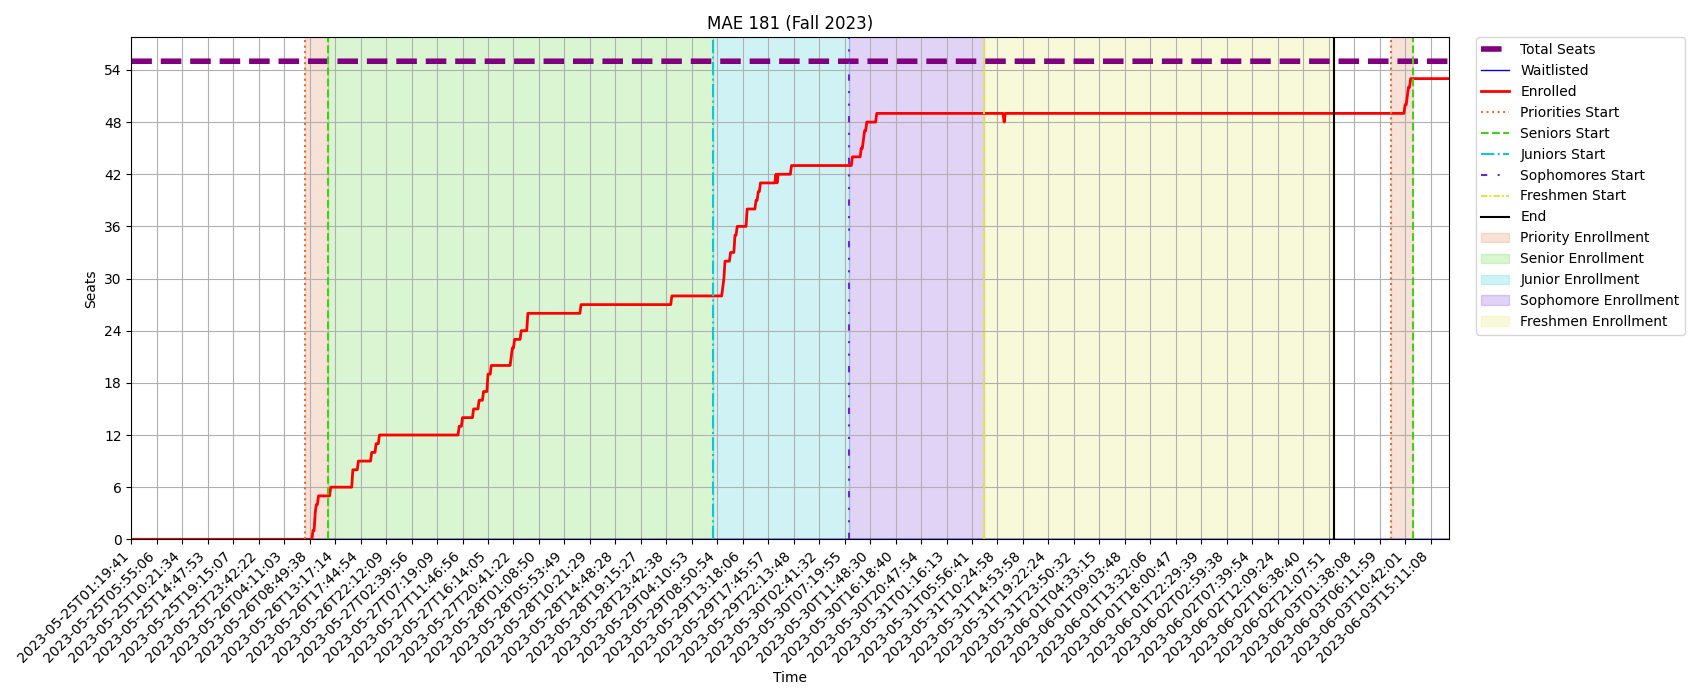 MAE 181 (Fall 2023)
Seats
54
48
42
36
30
24
18
12
6
0
2023-05-25T01:19:41
2023-05-25T05:55:06
2023-05-25T10:21:34
2023-05-25T14:47:53
2023-05-25T19:15:07
2023-05-25T23:42:22
2023-05-26T04:11:03
2023-05-26T08:49:38
2023-05-26T13:17:14
2023-05-26T17:44:54
2023-05-26T22:12:09
2023-05-27T02:39:56
2023-05-27T07:19:09
2023-05-27T11:46:56
2023-05-27T16:14:05
2023-05-27T20:41:22
2023-05-28T01:08:50
2023-05-28T05:53:49
2023-05-28T10:21:29
2023-05-28T14:48:28
2023-05-28T19:15:27
2023-05-28T23:42:38
2023-05-29T04:10:53
2023-05-29T08:50:54
2023-05-29T13:18:06
2023-05-29T17:45:57
2023-05-29T22:13:48
2023-05-30T02:41:32
2023-05-30T07:19:55
2023-05-30T11:48:30
2023-05-30T16:18:40
2023-05-30T20:47:54
2023-05-31T01:16:13
2023-05-31T05:56:41
2023-05-31T10:24:58
2023-05-31T14:53:58
2023-05-31T19:22:24
2023-05-31T23:50:32
2023-06-01T04:33:15
2023-06-01T09:03:48
2023-06-01T13:32:06
2023-06-01T18:00:47
2023-06-01T22:29:39
2023-06-02T02:59:38
2023-06-02T07:39:54
2023-06-02T12:09:24
2023-06-02T16:38:40
2023-06-02T21:07:51
2023-06-03T01:38:08
2023-06-03T06:11:59
2023-06-03T10:42:01
2023-06-03T15:11:08
Time
Total Seats
Waitlisted
Enrolled
Priorities Start
Seniors Start
Juniors Start
Sophomores Start
Freshmen Start
End
Priority Enrollment
Senior Enrollment
Junior Enrollment
Sophomore Enrollment
Freshmen Enrollment